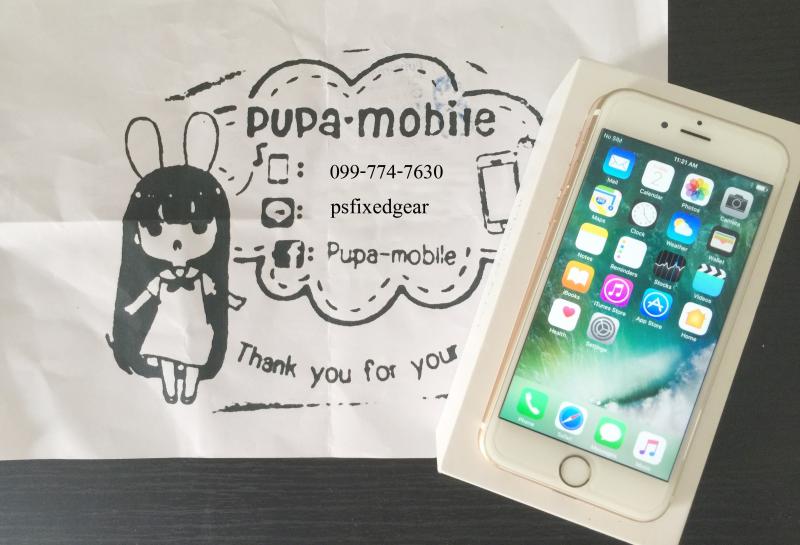 pupa·mobile
: 099-774-7630
: psfixedgear
f : Pupa-mobile
Thank you for your
No SIM
11:21 AM
Mail Calendar Photos Camera
Maps Clock Weather Wallet
Notes Reminders Stocks Videos
iBooks iTunes Store App Store Home
Health Settings
Phone Safari Messages Music